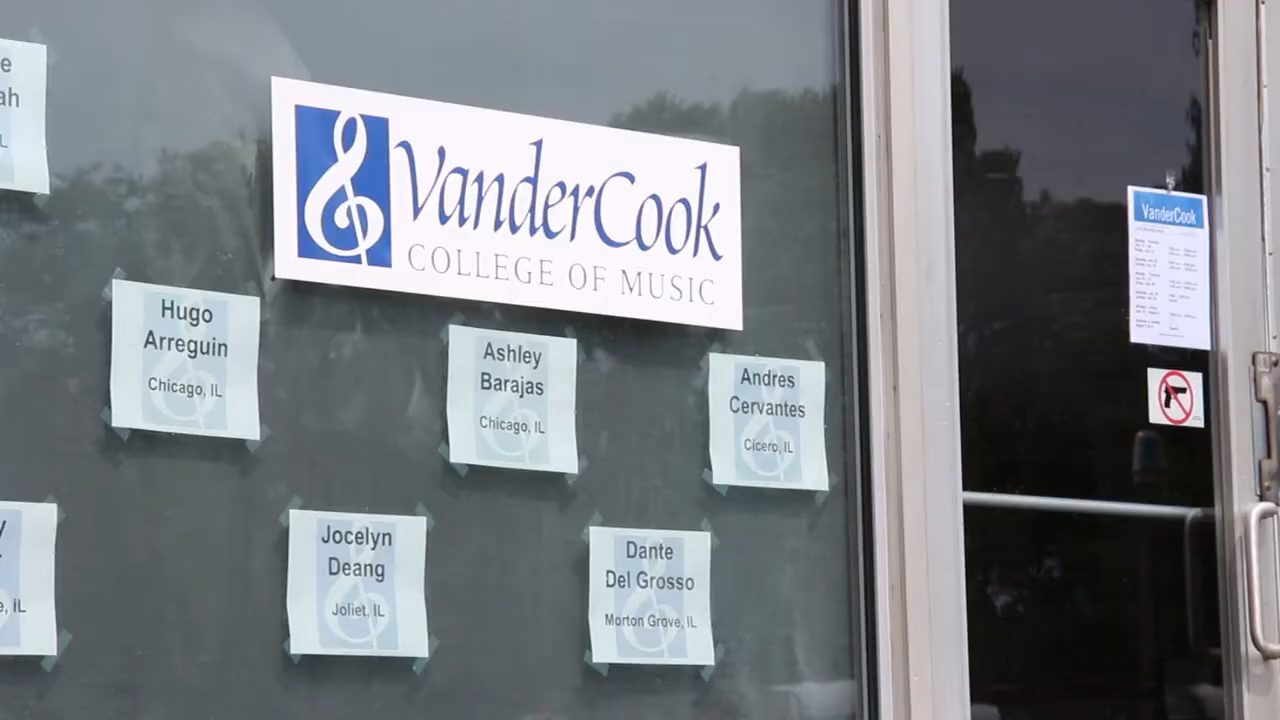 VanderCook
COLLEGE OF MUSIC
VanderCook
Hugo
Arreguin
Chicago, IL
Ashley
Barajas
Chicago, IL
Andres
Cervantes
Cicero, IL
Jocelyn
Deang
Joliet, IL
Dante
Del Grosso
Morton Grove, IL